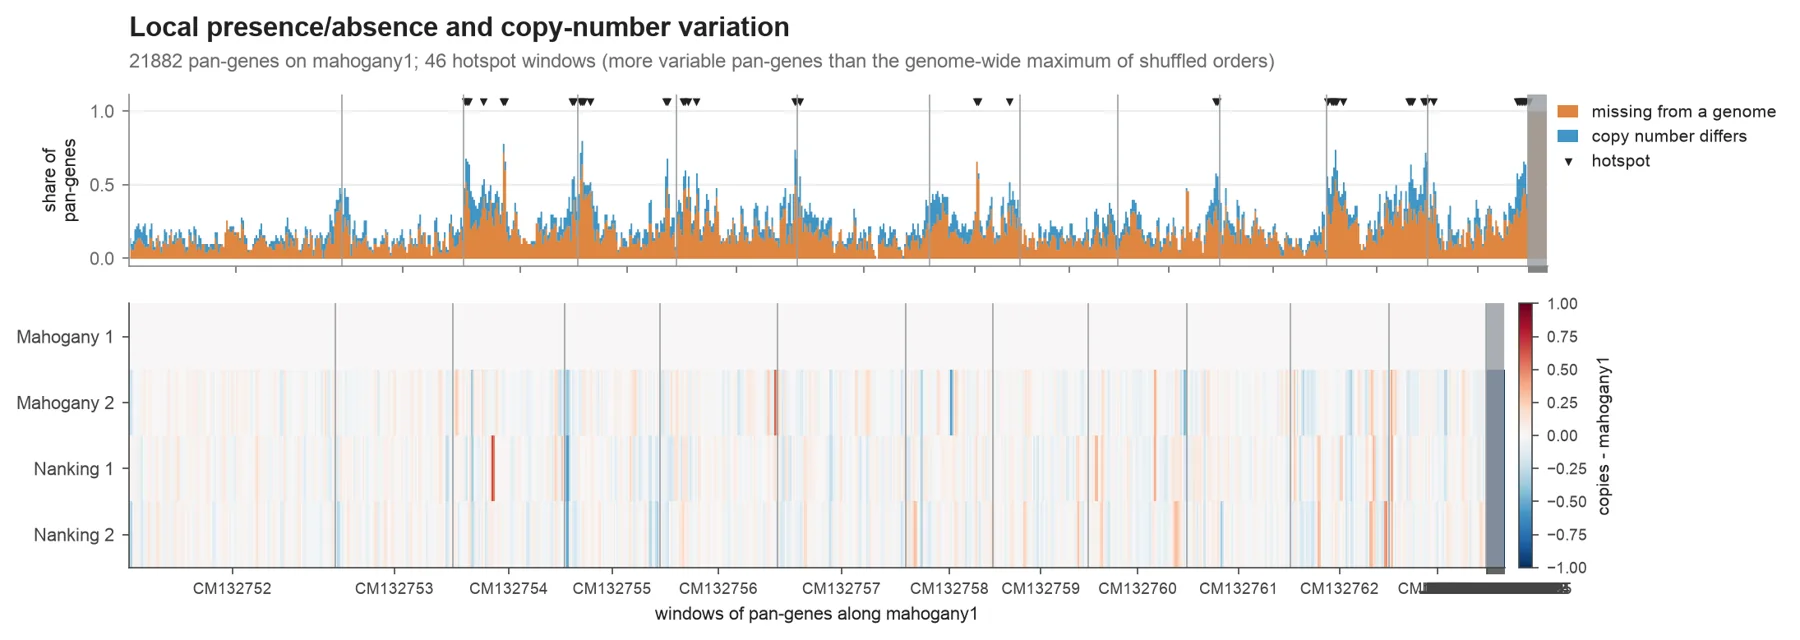 Local presence/absence and copy-number variation
21882 pan-genes on mahogany1; 46 hotspot windows (more variable pan-genes than the genome-wide maximum of shuffled orders)
share of
pan-genes
1.0
0.5
0.0
missing from a genome
copy number differs
hotspot
Mahogany 1
Mahogany 2
Nanking 1
Nanking 2
1.00
0.75
0.50
0.25
0.00
−0.25
−0.50
−0.75
−1.00
copies - mahogany1
CM132752 CM132753 CM132754 CM132755 CM132756 CM132757 CM132758 CM132759 CM132760 CM132761 CM132762
windows of pan-genes along mahogany1